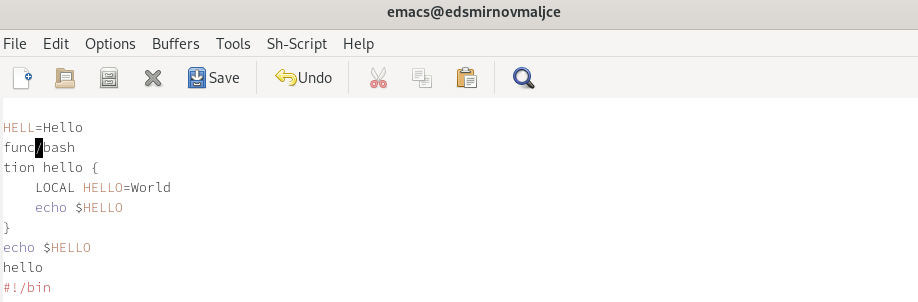 emacs@edsmirnovmaljce
File Edit Options Buffers Tools Sh-Script Help
Save Undo
HELL=Hello
func/bash
tion hello {
    LOCAL HELLO=World
    echo $HELLO
}
echo $HELLO
hello
#!/bin